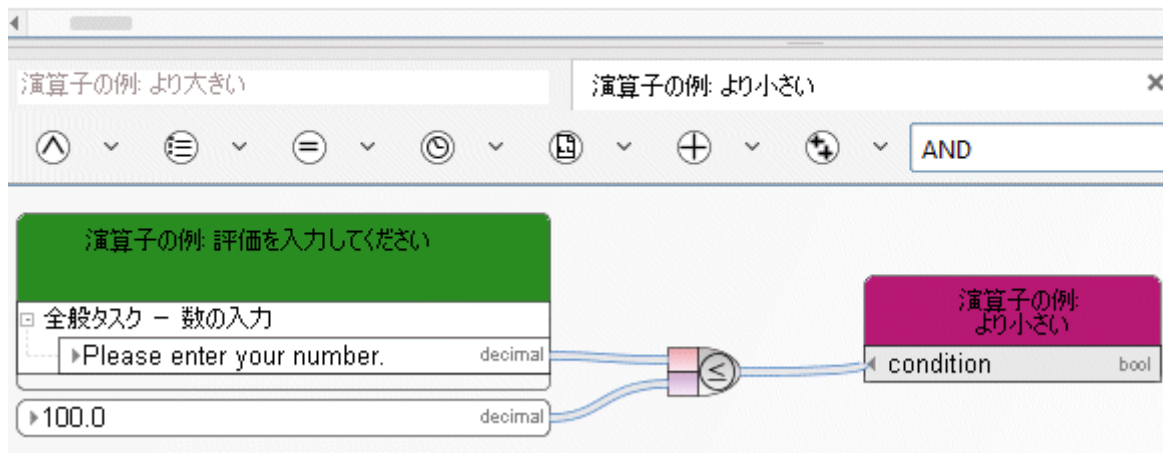 演算子の例: より大きい
演算子の例: より小さい
AND
演算子の例: 評価を入力してください
全般タスク - 数の入力
Please enter your number.
decimal
100.0
decimal
演算子の例:
より小さい
condition
bool